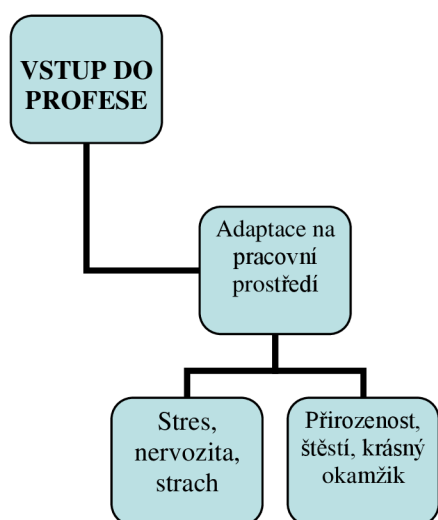 VSTUP DO
PROFESE
Adaptace na
pracovní
prostředí
Stres,
nervozita,
strach
Přirozenost,
štěstí, krásný
okamžik